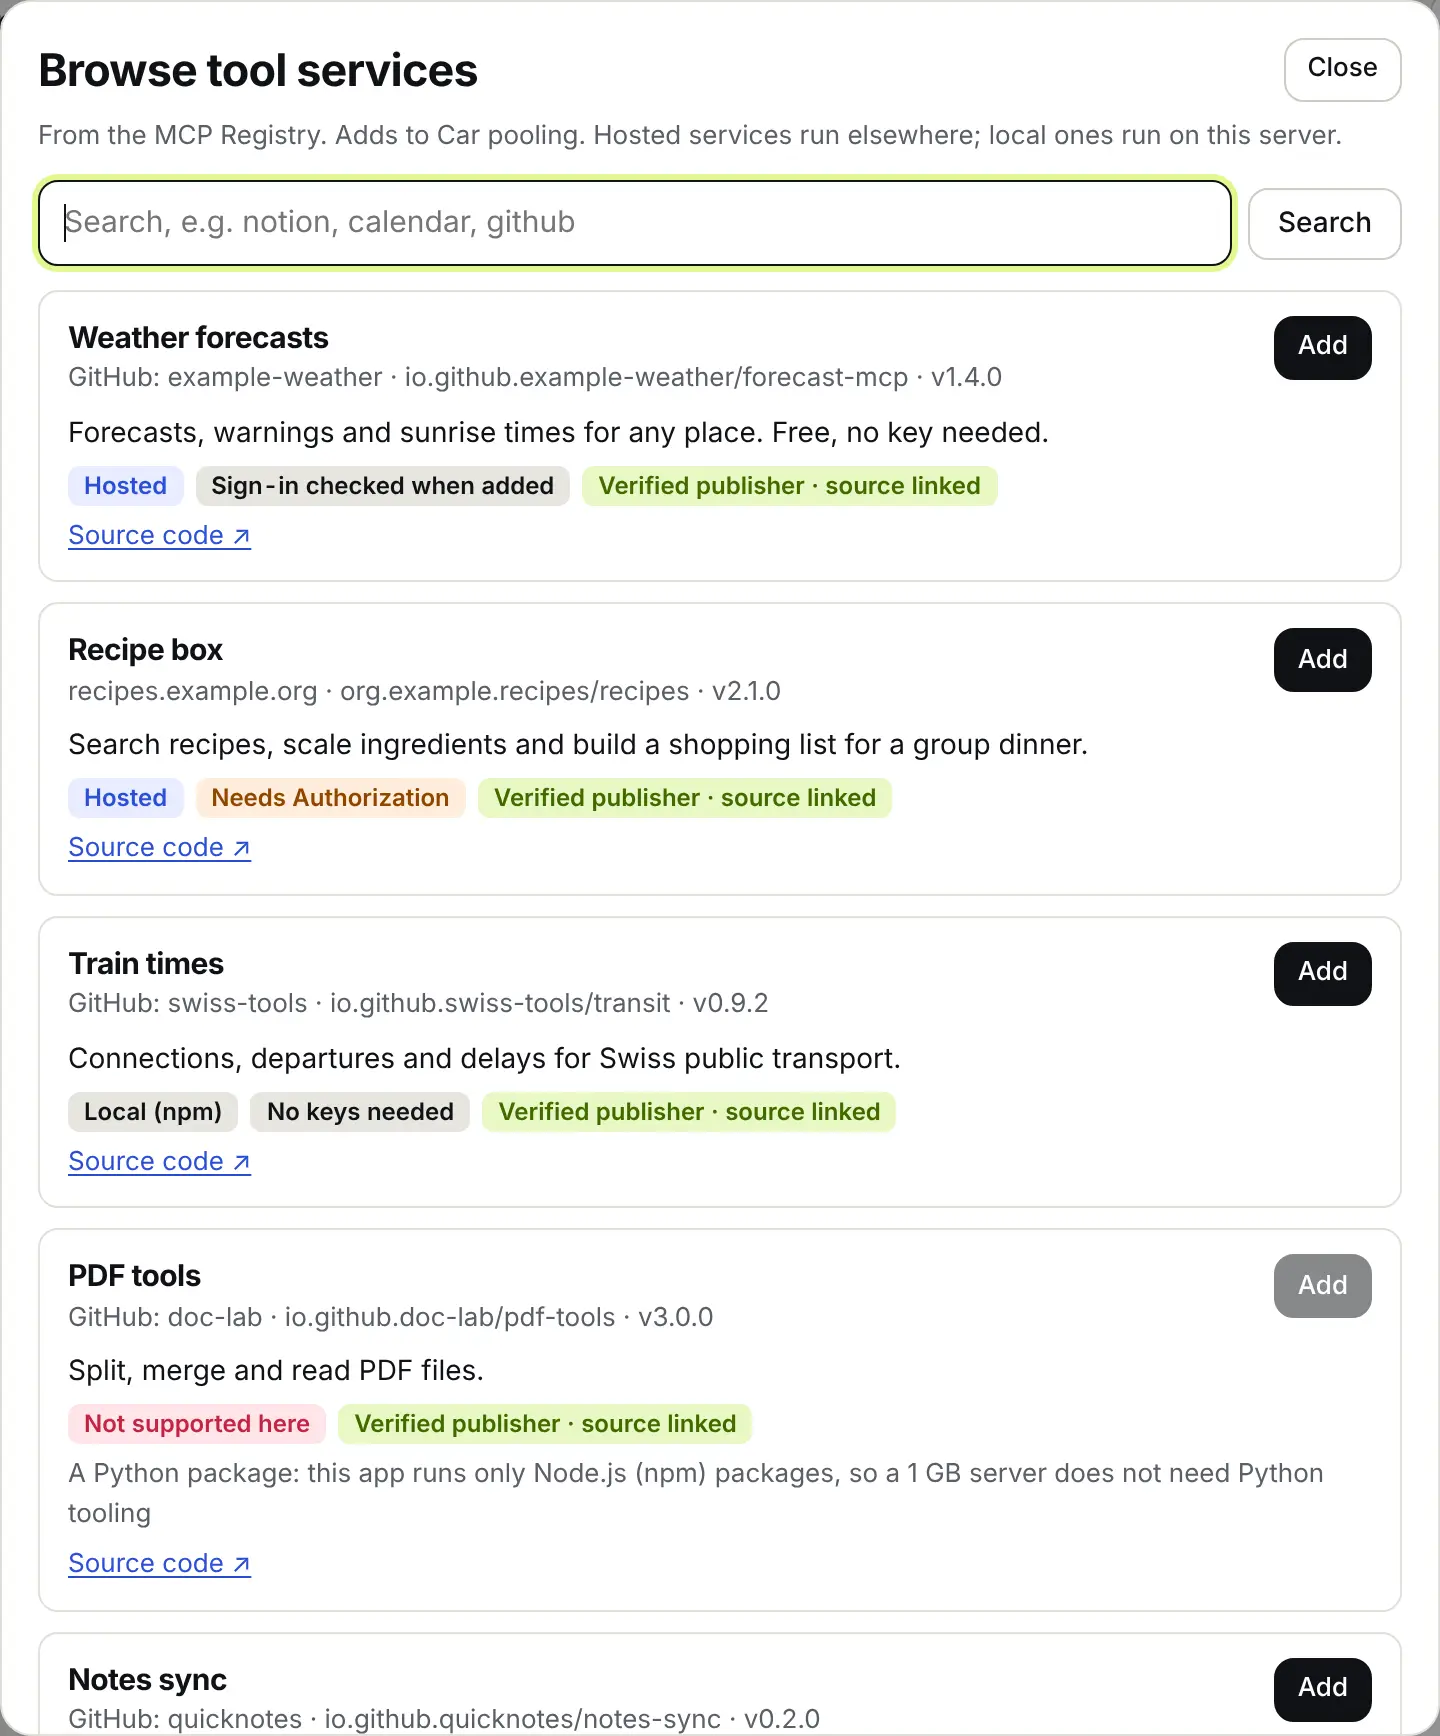 Browse tool services
Close
From the MCP Registry. Adds to Car pooling. Hosted services run elsewhere; local ones run on this server.
Search, e.g. notion, calendar, github
Search
Weather forecasts
Add
GitHub: example-weather · io.github.example-weather/forecast-mcp · v1.4.0
Forecasts, warnings and sunrise times for any place. Free, no key needed.
Hosted
Sign-in checked when added
Verified publisher · source linked
Source code ↗
Recipe box
Add
recipes.example.org · org.example.recipes/recipes · v2.1.0
Search recipes, scale ingredients and build a shopping list for a group dinner.
Hosted
Needs Authorization
Verified publisher · source linked
Source code ↗
Train times
Add
GitHub: swiss-tools · io.github.swiss-tools/transit · v0.9.2
Connections, departures and delays for Swiss public transport.
Local (npm)
No keys needed
Verified publisher · source linked
Source code ↗
PDF tools
Add
GitHub: doc-lab · io.github.doc-lab/pdf-tools · v3.0.0
Split, merge and read PDF files.
Not supported here
Verified publisher · source linked
A Python package: this app runs only Node.js (npm) packages, so a 1 GB server does not need Python
tooling
Source code ↗
Notes sync
Add
GitHub: quicknotes · io.github.quicknotes/notes-sync · v0.2.0